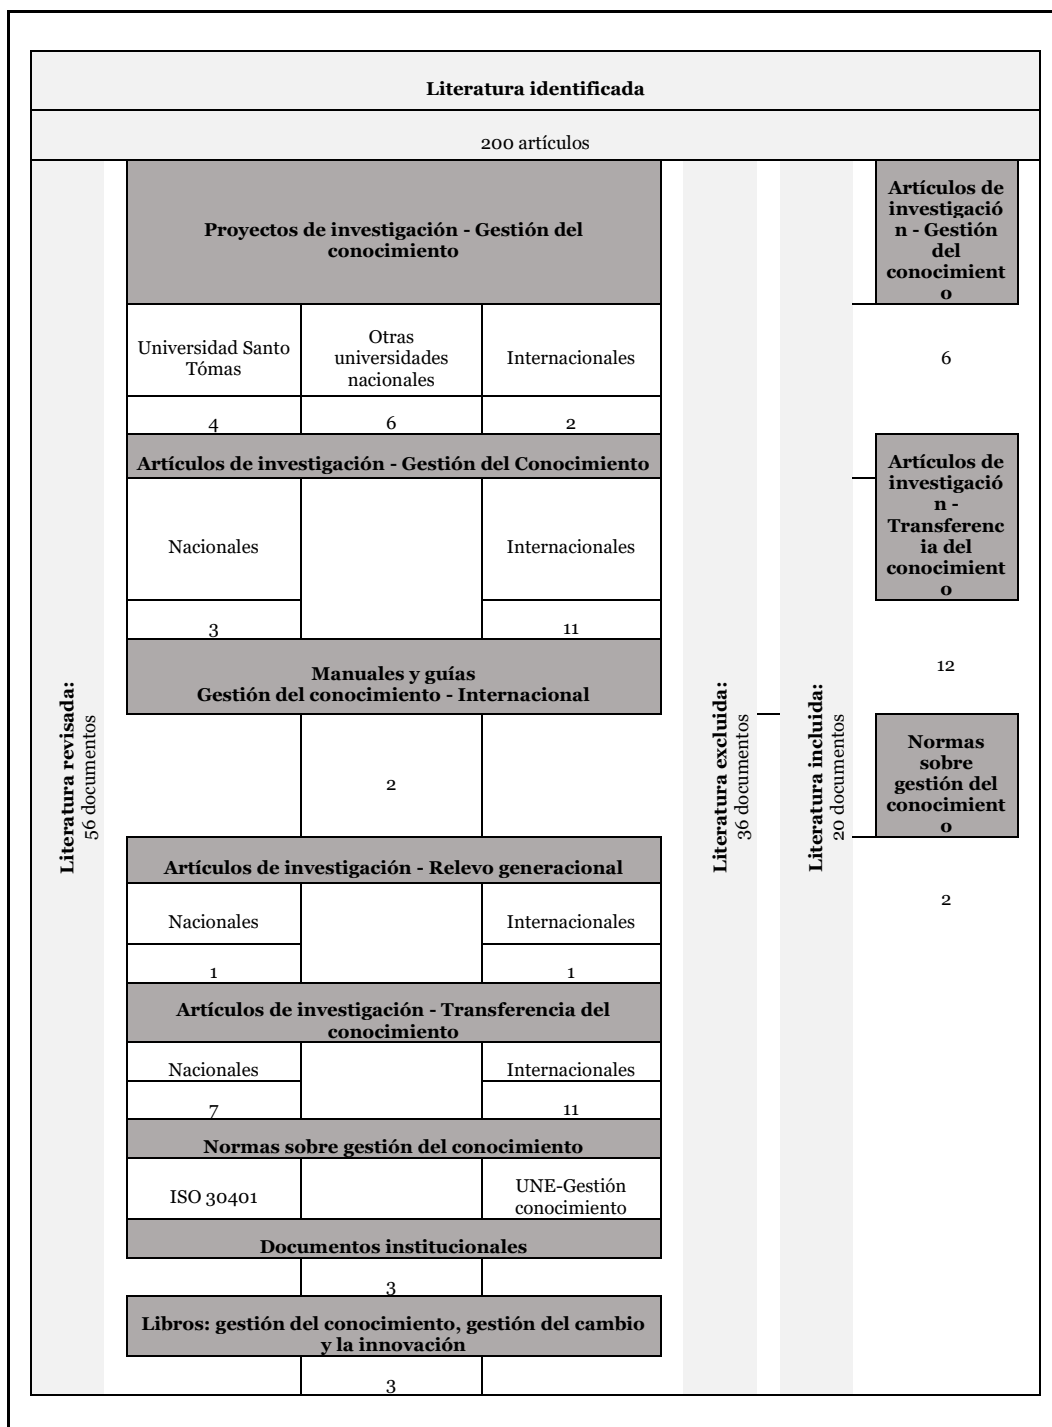 Literatura identificada
200 artículos
Literatura revisada:
56 documentos
Proyectos de investigación - Gestión del
conocimiento
Universidad Santo
Tómas
Otras
universidades
nacionales
Internacionales
4
6
2
Artículos de investigación - Gestión del Conocimiento
Nacionales
Internacionales
3
11
Manuales y guías
Gestión del conocimiento - Internacional
2
Artículos de investigación - Relevo generacional
Nacionales
Internacionales
1
1
Artículos de investigación - Transferencia del
conocimiento
Nacionales
Internacionales
7
11
Normas sobre gestión del conocimiento
ISO 30401
UNE-Gestión
conocimiento
Documentos institucionales
3
Libros: gestión del conocimiento, gestión del cambio
y la innovación
3
Literatura excluida:
36 documentos
Literatura incluida:
20 documentos
Artículos de
investigació
n - Gestión
del
conocimient
o
6
Artículos de
investigació
n -
Transferenc
ia del
conocimient
o
12
Normas
sobre
gestión del
conocimient
o
2